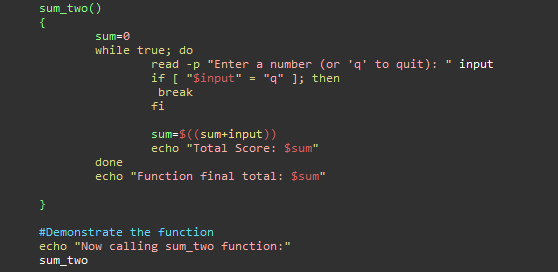 sum_two()
{
sum=0
while true; do
read -p "Enter a number (or 'q' to quit): " input
if [ "$input" = "q" ]; then
break
fi
sum=$((sum+input))
echo "Total Score: $sum"
done
echo "Function final total: $sum"
}
#Demonstrate the function
echo "Now calling sum_two function:"
sum_two